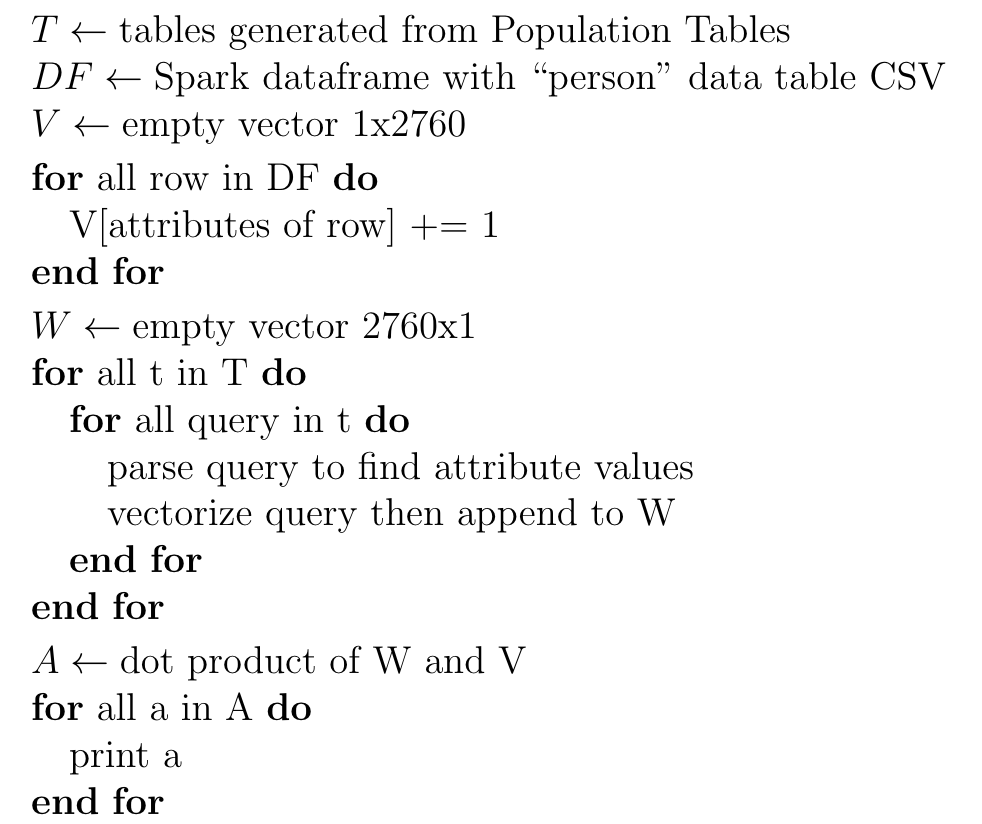 T ← tables generated from Population Tables
DF ← Spark dataframe with “person” data table CSV
V ← empty vector 1x2760
for all row in DF do
V[attributes of row] += 1
end for
W ← empty vector 2760x1
for all t in T do
for all query in t do
parse query to find attribute values
vectorize query then append to W
end for
end for
A ← dot product of W and V
for all a in A do
print a
end for